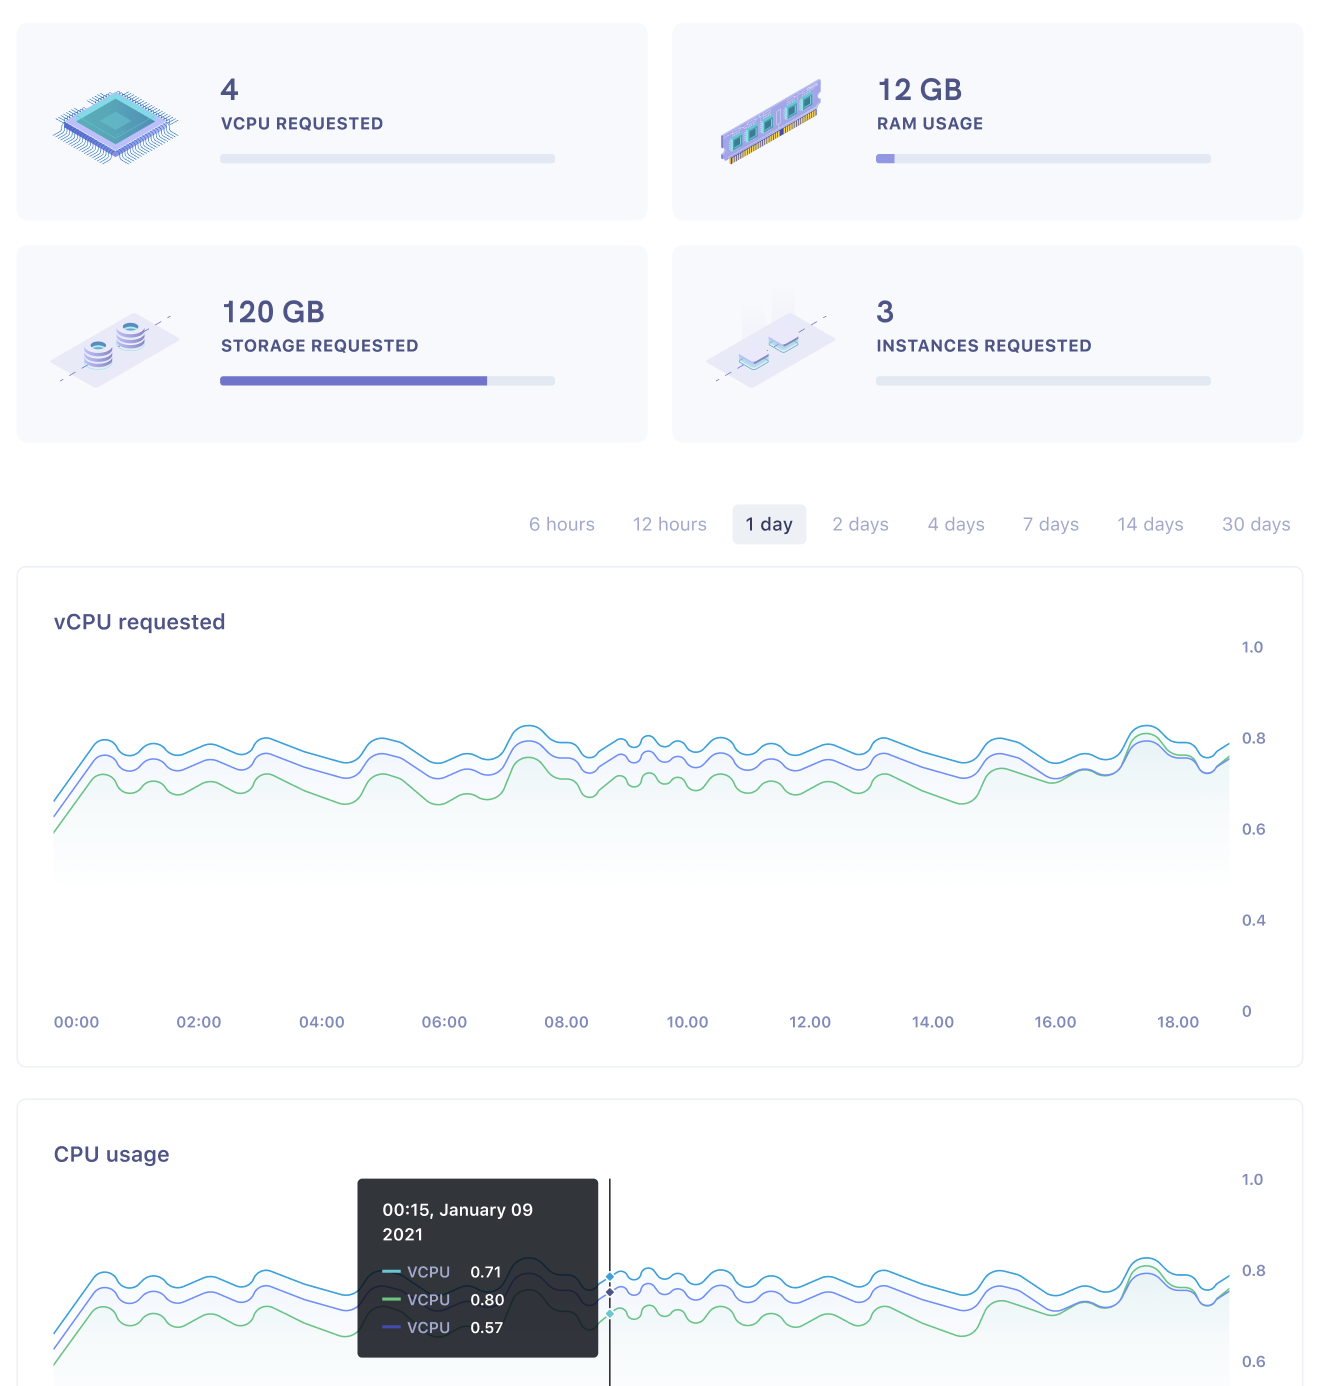 4
VCPU REQUESTED
12 GB
RAM USAGE
120 GB
STORAGE REQUESTED
3
INSTANCES REQUESTED
6 hours 12 hours 1 day 2 days 4 days 7 days 14 days 30 days
vCPU requested
1.0
0.8
0.6
0.4
0
00:00 02:00 04:00 06:00 08.00 10.00 12.00 14.00 16.00 18.00
CPU usage
1.0
00:15, January 09
2021
VCPU 0.71
0.8
VCPU 0.80
VCPU 0.57
0.6